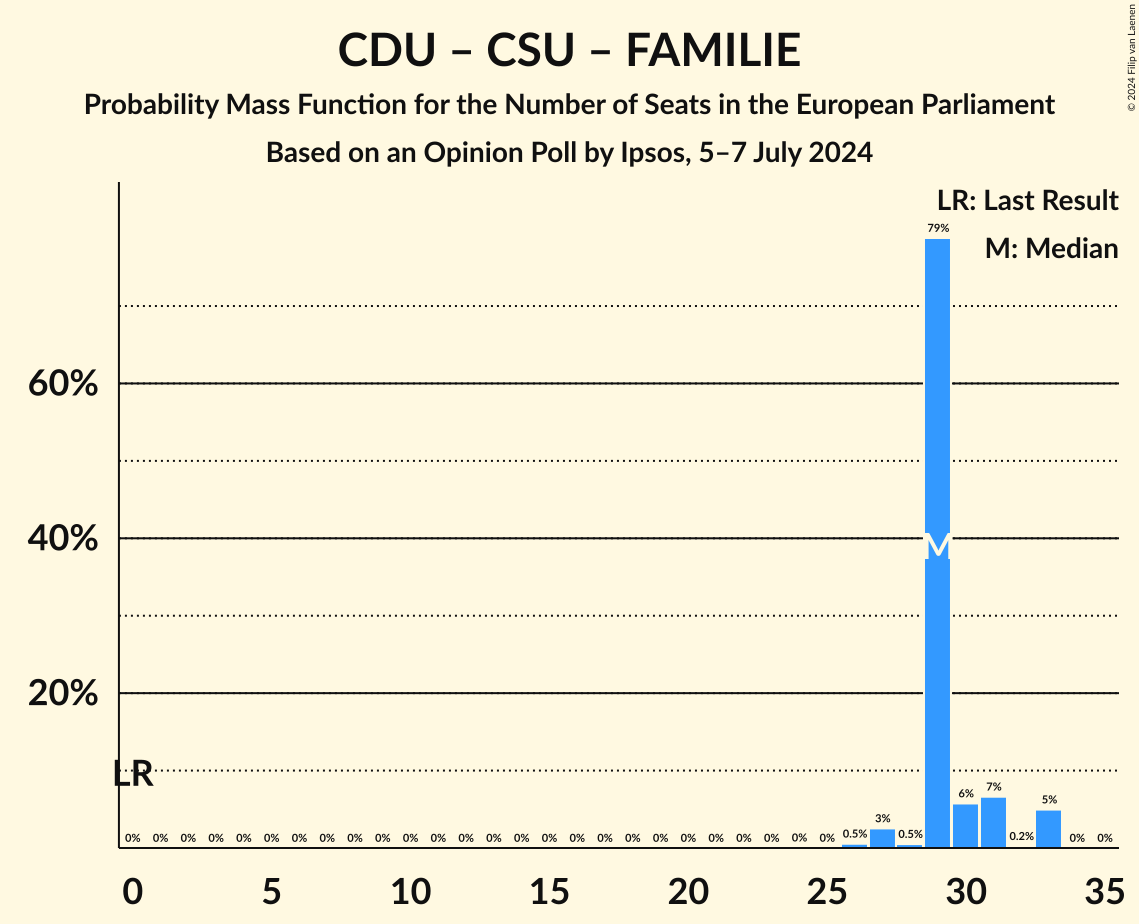 CDU – CSU – FAMILIE
Probability Mass Function for the Number of Seats in the European Parliament
Based on an Opinion Poll by Ipsos, 5–7 July 2024
© 2024 Filip van Laenen
LR: Last Result
M: Median
79%
60%
40%
M
20%
LR
0% 0% 0% 0% 0% 0% 0% 0% 0% 0% 0% 0% 0% 0% 0% 0% 0% 0% 0% 0% 0% 0% 0% 0% 0% 0% 0.5% 3% 0.5% 6% 7% 0.2% 5% 0% 0%
0 5 10 15 20 25 30 35